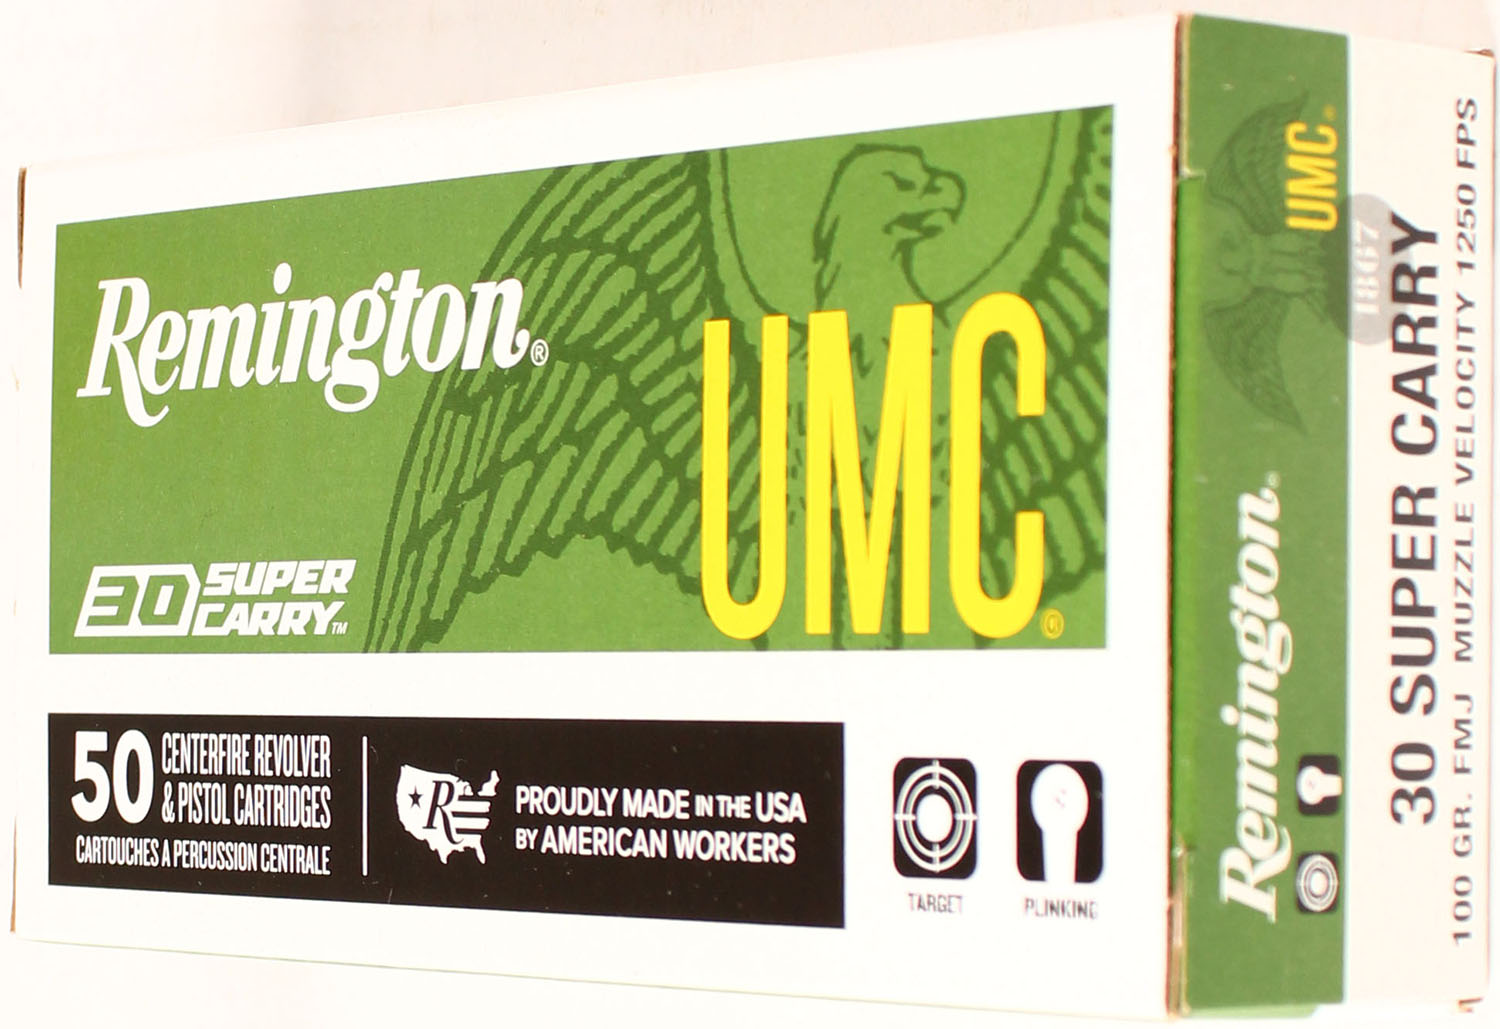 Remington®
UMC®
30 SUPER
CARRY™
50 CENTERFIRE REVOLVER
& PISTOL CARTRIDGES
CARTOUCHES A PERCUSSION CENTRALE
R
PROUDLY MADE IN THE USA
BY AMERICAN WORKERS
TARGET
PLINKING
Remington®
UMC®
1867
30 SUPER CARRY
100 GR. FMJ MUZZLE VELOCITY 1250 FPS